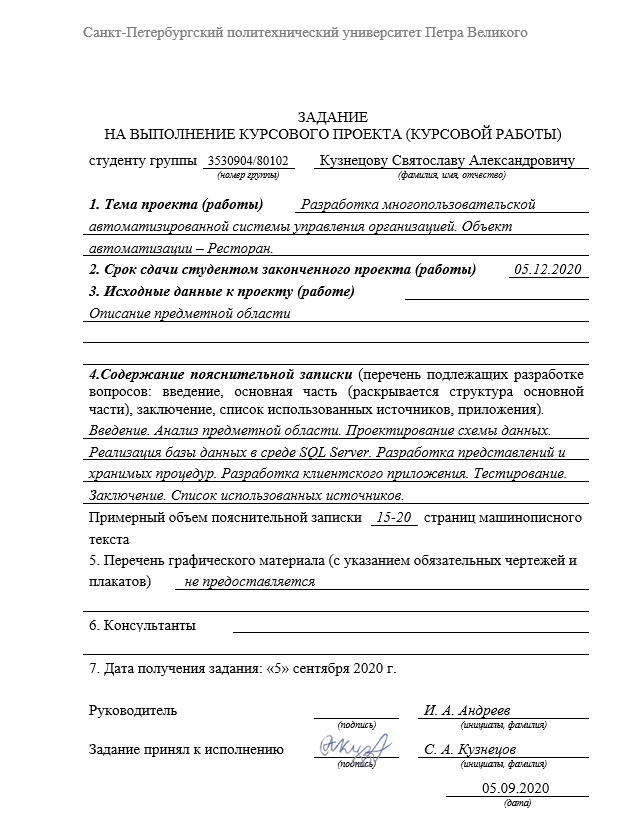 Санкт-Петербургский политехнический университет Петра Великого
ЗАДАНИЕ
НА ВЫПОЛНЕНИЕ КУРСОВОГО ПРОЕКТА (КУРСОВОЙ РАБОТЫ)
студенту группы 3530904/80102 Кузнецову Святославу Александровичу
(номер группы) (фамилия, имя, отчество)
1. Тема проекта (работы) Разработка многопользовательской
автоматизированной системы управления организацией. Объект
автоматизации – Ресторан.
2. Срок сдачи студентом законченного проекта (работы) 05.12.2020
3. Исходные данные к проекту (работе)
Описание предметной области
4.Содержание пояснительной записки (перечень подлежащих разработке
вопросов: введение, основная часть (раскрывается структура основной
части), заключение, список использованных источников, приложения).
Введение. Анализ предметной области. Проектирование схемы данных.
Реализация базы данных в среде SQL Server. Разработка представлений и
хранимых процедур. Разработка клиентского приложения. Тестирование.
Заключение. Список использованных источников.
Примерный объем пояснительной записки 15-20 страниц машинописного
текста
5. Перечень графического материала (с указанием обязательных чертежей и
плакатов) не предоставляется
6. Консультанты
7. Дата получения задания: «5» сентября 2020 г.
Руководитель И. А. Андреев
(подпись) (инициалы, фамилия)
Задание принял к исполнению С. А. Кузнецов
(подпись) (инициалы, фамилия)
05.09.2020
(дата)